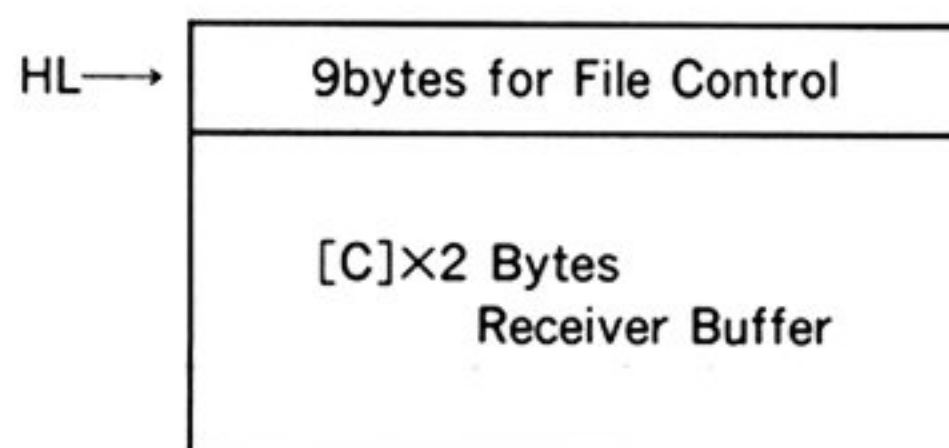 HL→
9bytes for File Control
[C]×2 Bytes
Receiver Buffer